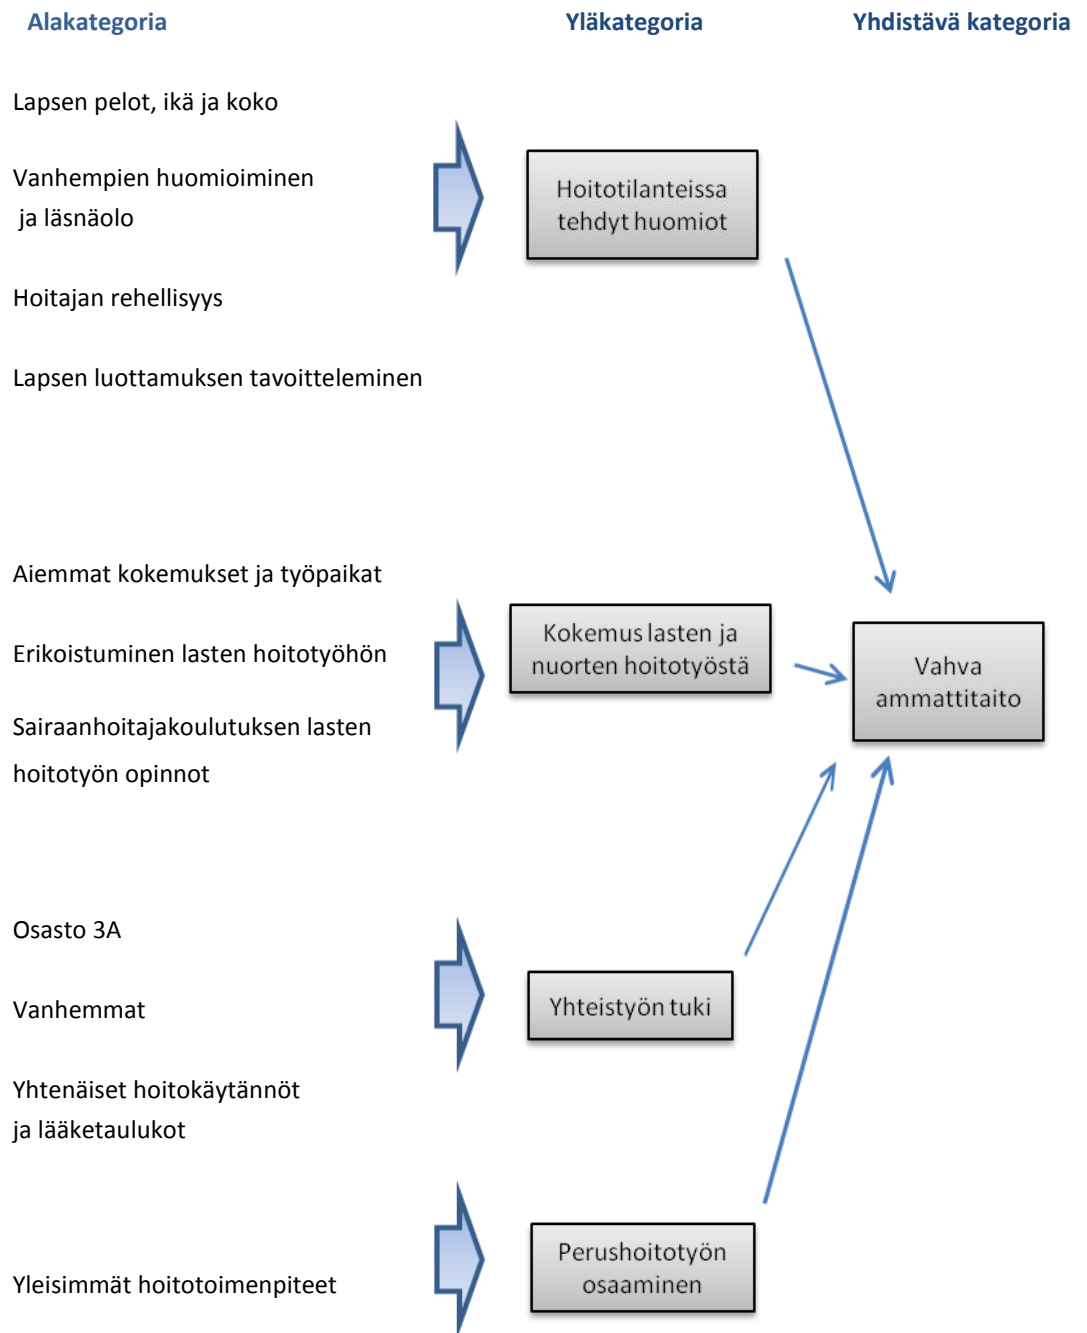 Alakategoria
Yläkategoria
Yhdistävä kategoria
Lapsen pelot, ikä ja koko
Vanhempien huomioiminen
ja läsnäolo
Hoitajan rehellisyys
Lapsen luottamuksen tavoitteleminen
Hoitotilanteissa
tehdyt huomiot
Aiemmat kokemukset ja työpaikat
Erikoistuminen lasten hoitotyöhön
Sairaanhoitajakoulutuksen lasten
hoitotyön opinnot
Kokemus lasten ja
nuorten hoitotyöstä
Vahva
ammattitaito
Osasto 3A
Vanhemmat
Yhtenäiset hoitokäytännöt
ja lääketaulukot
Yhteistyön tuki
Yleisimmät hoitotoimenpiteet
Perushoitotyön
osaaminen